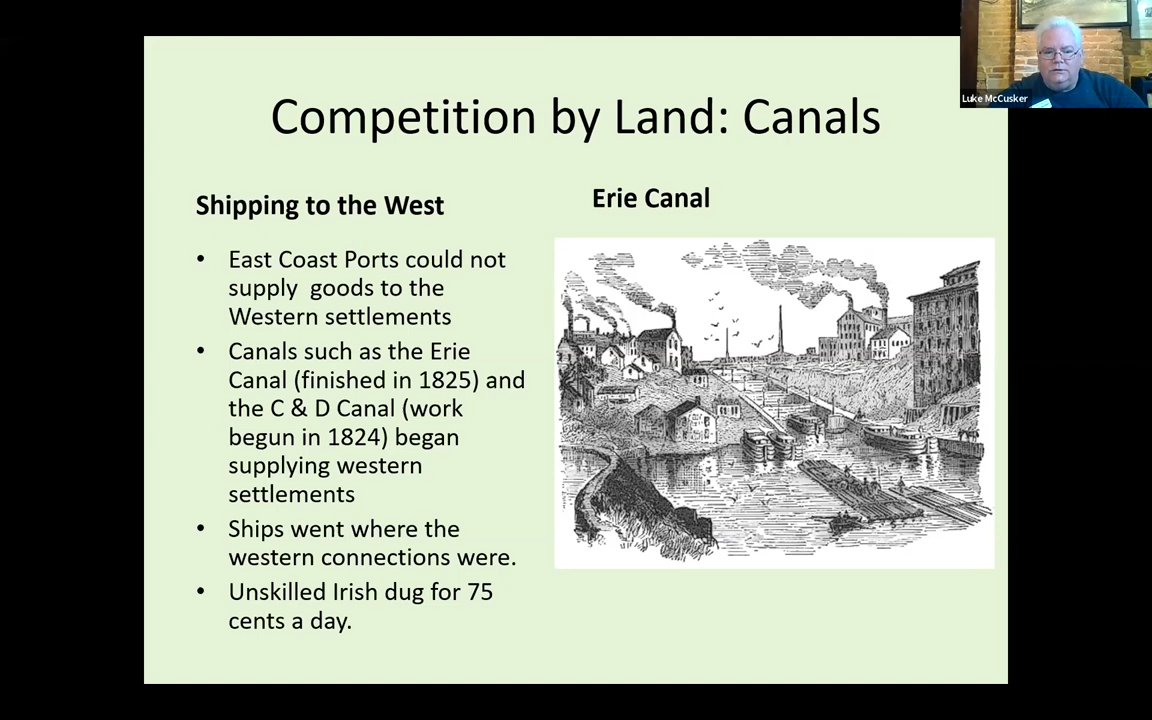 Luke McCusker
Competition by Land: Canals
Shipping to the West
• East Coast Ports could not
supply goods to the
Western settlements
• Canals such as the Erie
Canal (finished in 1825) and
the C & D Canal (work
begun in 1824) began
supplying western
settlements
• Ships went where the
western connections were.
• Unskilled Irish dug for 75
cents a day.
Erie Canal